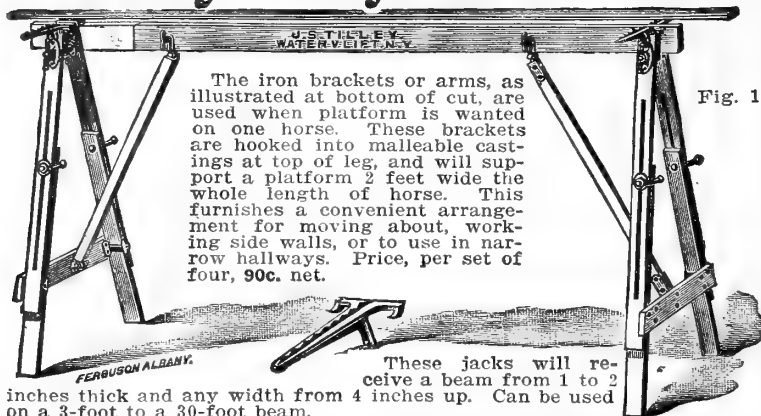 J.S. TILLEY
WATERVLIET. N.Y.
The iron brackets or arms, as
illustrated at bottom of cut, are
used when platform is wanted
on one horse. These brackets
are hooked into malleable cast-
ings at top of leg, and will sup-
port a platform 2 feet wide the
whole length of horse. This
furnishes a convenient arrange-
ment for moving about, work-
ing side walls, or to use in nar-
row hallways. Price, per set of
four, 90c. net.
Fig. 1
FERGUSON ALBANY.
These jacks will re-
ceive a beam from 1 to 2
inches thick and any width from 4 inches up. Can be used
on a 3-foot to a 30-foot beam.